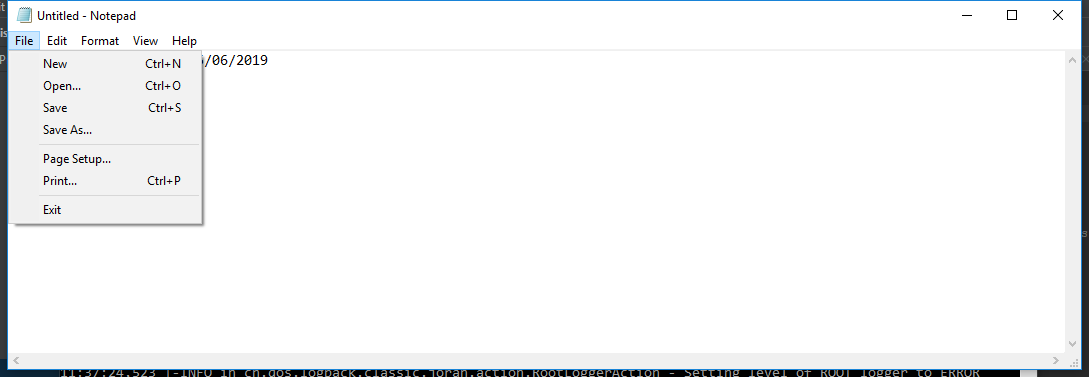 Untitled - Notepad
File Edit Format View Help
New Ctrl+N
/06/2019
Open... Ctrl+O
Save Ctrl+S
Save As...
Page Setup...
Print... Ctrl+P
Exit
11:37:24.523 |-INFO in ch.qos.logback.classic.joran.action.RootLoggerAction - Setting level of ROOT logger to ERROR